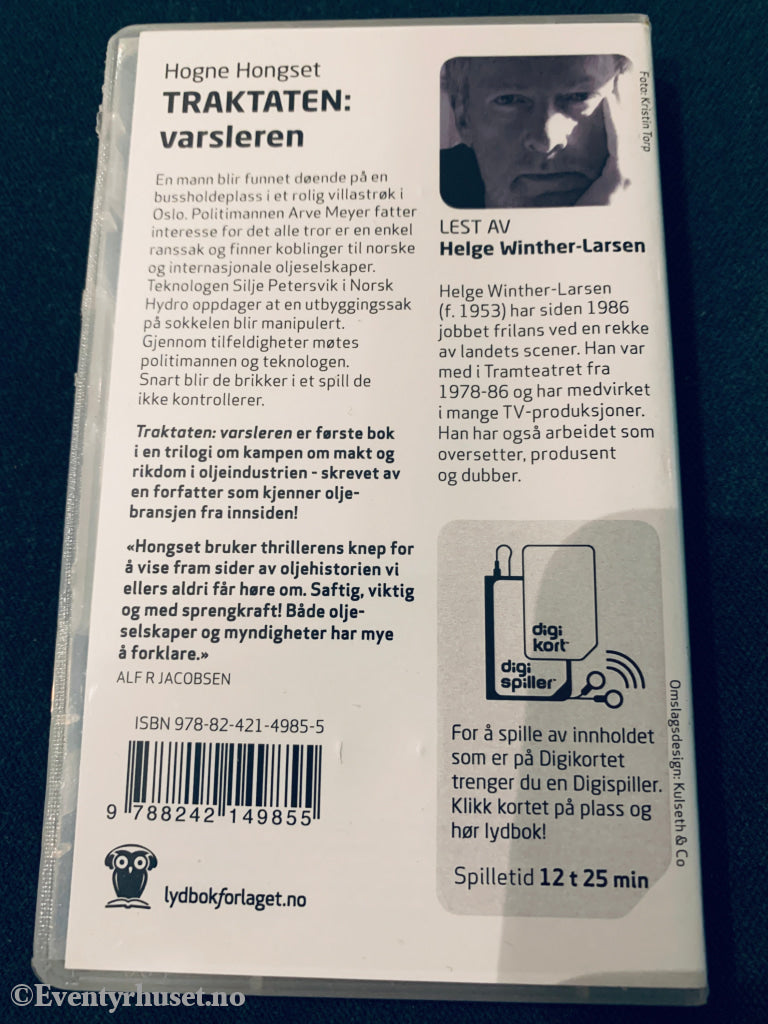 Hogne Hongset
TRAKTATEN:
varsleren
En mann blir funnet døende på en
bussholdeplass i et rolig villastrøk i
Oslo. Politimannen Arve Meyer fatter
interesse for det alle tror er en enkel
ranssak og finner koblinger til norske
og internasjonale oljeselskaper.
Teknologen Silje Petersvik i Norsk
Hydro oppdager at en utbyggingssak
på sokkelen blir manipulert.
Gjennom tilfeldigheter møtes
politimannen og teknologen.
Snart blir de brikker i et spill de
ikke kontrollerer.
Traktaten: varsleren er første bok
i en trilogi om kampen om makt og
rikdom i oljeindustrien - skrevet av
en forfatter som kjenner olje-
bransjen fra innsiden!
«Hongset bruker thrillerens knep for
å vise fram sider av oljehistorien vi
ellers aldri får høre om. Saftig, viktig
og med sprengkraft! Både olje-
selskaper og myndigheter har mye
å forklare.»
ALF R JACOBSEN
ISBN 978-82-421-4985-5
9 788242 149855
lydbokforlaget.no
Foto: Kristin Torp
LEST AV
Helge Winther-Larsen
Helge Winther-Larsen
(f. 1953) har siden 1986
jobbet frilans ved en rekke
av landets scener. Han var
med i Tramteatret fra
1978-86 og har medvirket
i mange TV-produksjoner.
Han har også arbeidet som
oversetter, produsent
og dubber.
digi
kort
digi
spiller
For å spille av innholdet
som er på Digikortet
trenger du en Digispiller.
Klikk kortet på plass og
hør lydbok!
Spilletid 12 t 25 min
Omslagsdesign: Kulseth & Co
©Eventyrhuset.no